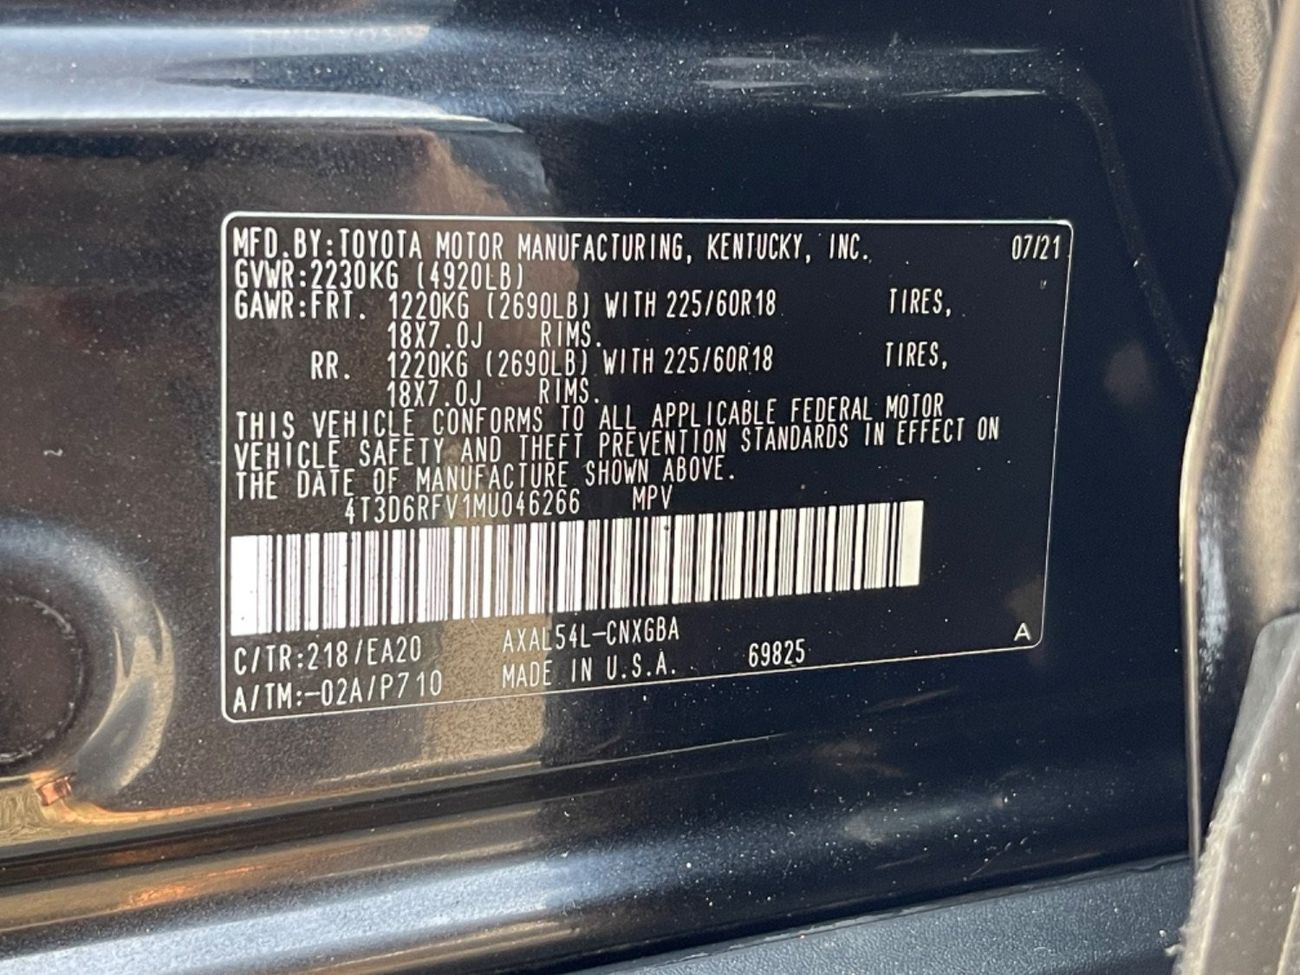 MFD.BY:TOYOTA MOTOR MANUFACTURING, KENTUCKY, INC. 07/21
GVWR:2230KG (4920LB)
GAWR:FRT. 1220KG (2690LB) WITH 225/60R18 TIRES,
18X7.0J RIMS.
RR. 1220KG (2690LB) WITH 225/60R18 TIRES,
18X7.0J RIMS.
THIS VEHICLE CONFORMS TO ALL APPLICABLE FEDERAL MOTOR
VEHICLE SAFETY AND THEFT PREVENTION STANDARDS IN EFFECT ON
THE DATE OF MANUFACTURE SHOWN ABOVE.
4T3D6RFV1MU046266 MPV
C/TR:218/EA20 AXAL54L-CNXGBA A
A/TM:-02A/P710 MADE IN U.S.A. 69825